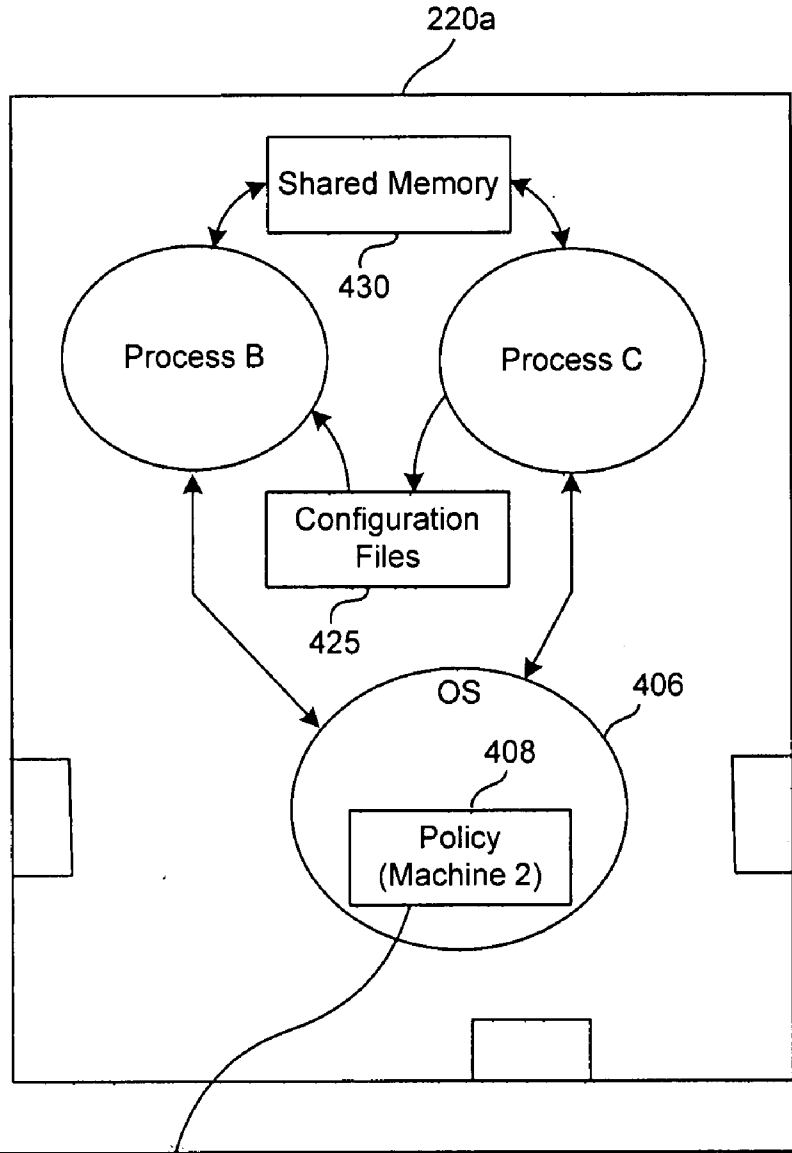 220a
Shared Memory
430
Process B
Process C
Configuration
Files
425
OS
406
408
Policy
(Machine 2)